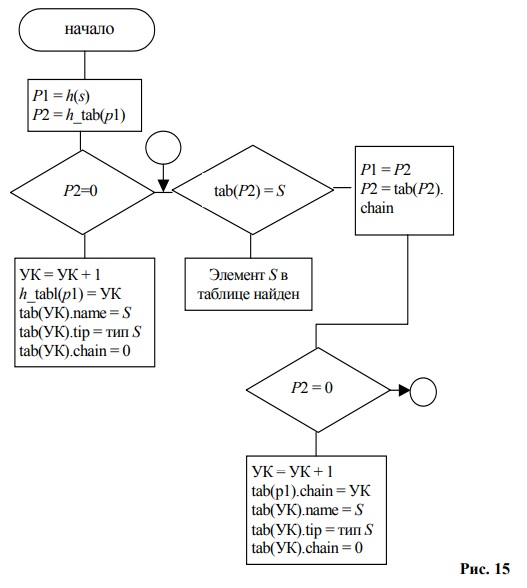 начало
P1 = h(s)
P2 = h_tab(p1)
P2=0
tab(P2) = S
P1 = P2
P2 = tab(P2).
chain
УК = УК + 1
h_tabl(p1) = УК
tab(УК).name = S
tab(УК).tip = тип S
tab(УК).chain = 0
Элемент S в
таблице найден
P2 = 0
УК = УК + 1
tab(p1).chain = УК
tab(УК).name = S
tab(УК).tip = тип S
tab(УК).chain = 0
Рис. 15